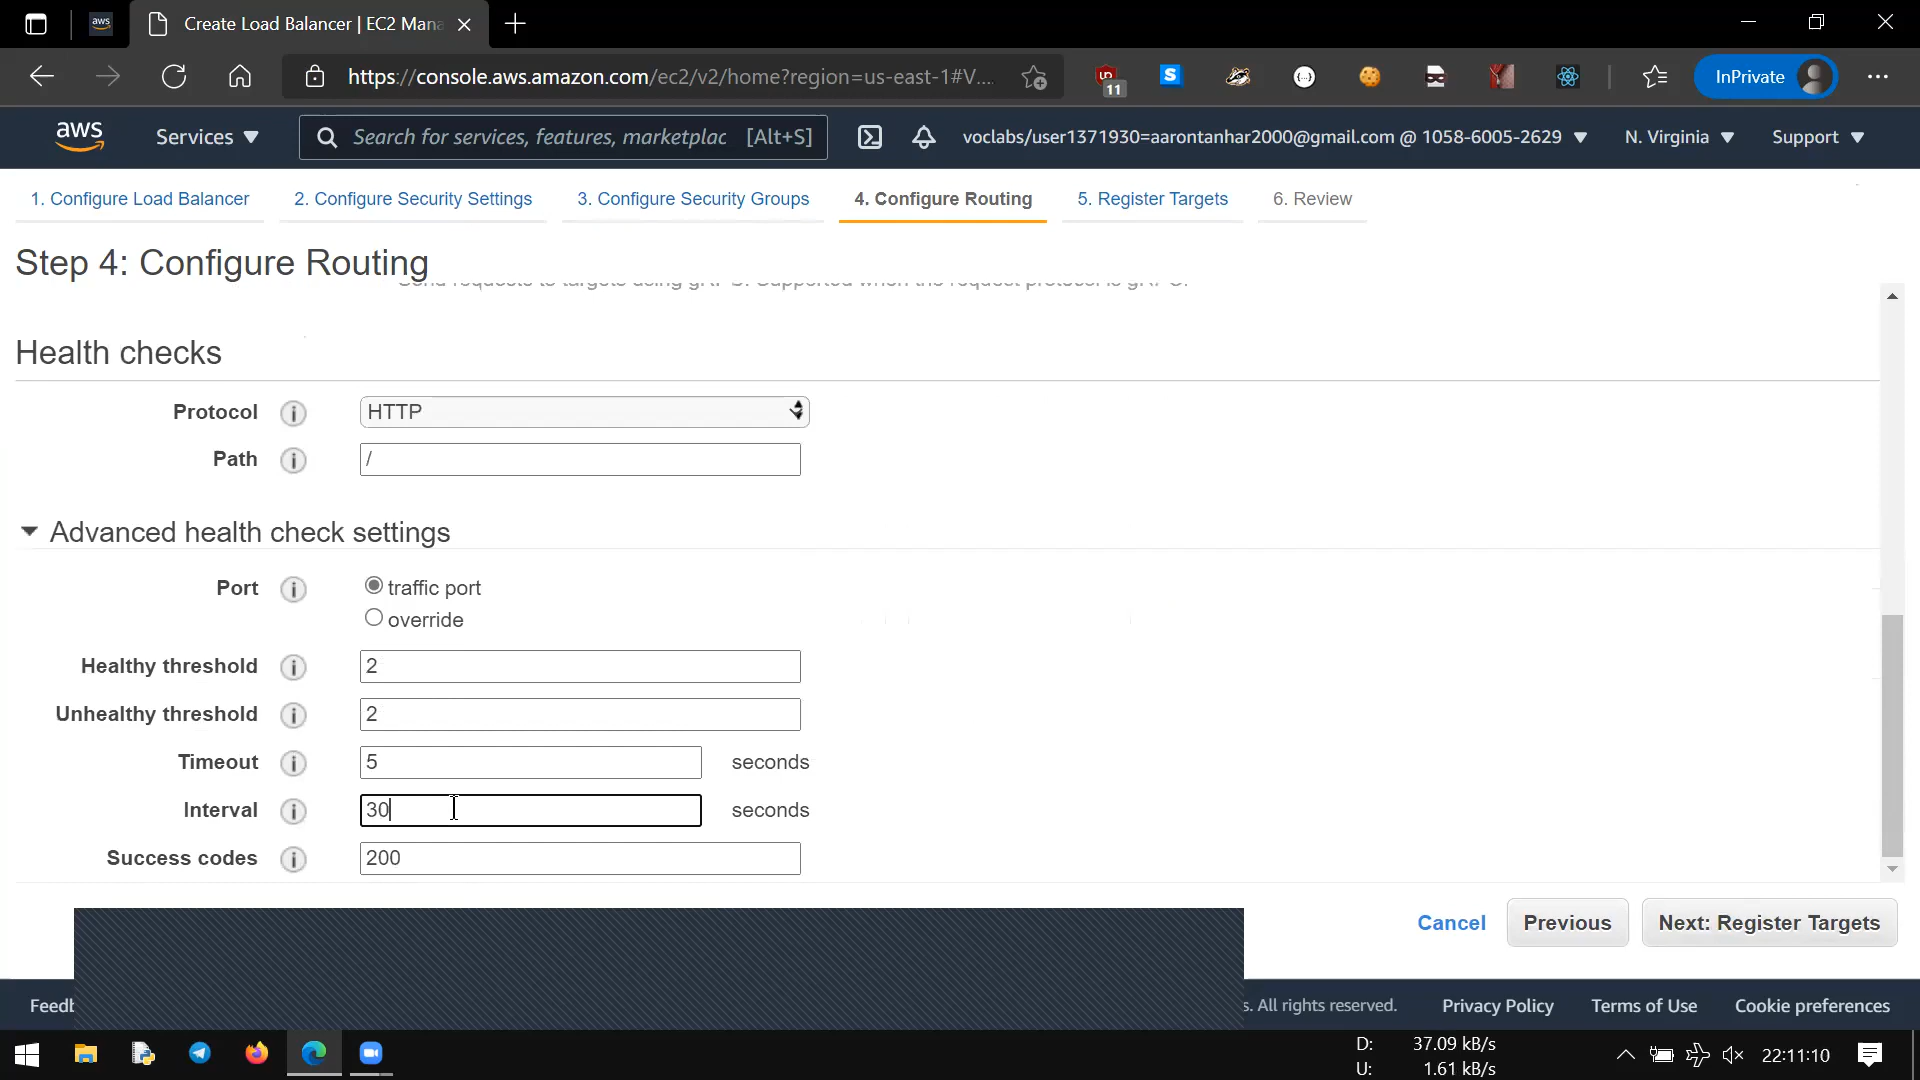 aws
Create Load Balancer | EC2 Mana
https://console.aws.amazon.com/ec2/v2/home?region=us-east-1#V....
11
S
InPrivate
aws
Services
Search for services, features, marketplac
[Alt+S]
voclabs/user1371930=aarontanhar2000@gmail.com @ 1058-6005-2629
N. Virginia
Support
1. Configure Load Balancer
2. Configure Security Settings
3. Configure Security Groups
4. Configure Routing
5. Register Targets
6. Review
Step 4: Configure Routing
Health checks
Protocol
HTTP
Path
/
Advanced health check settings
Port
traffic port
override
Healthy threshold
2
Unhealthy threshold
2
Timeout
5
seconds
Interval
30
seconds
Success codes
200
Cancel
Previous
Next: Register Targets
Feedb
s. All rights reserved.
Privacy Policy
Terms of Use
Cookie preferences
D: 37.09 kB/s
U: 1.61 kB/s
22:11:10